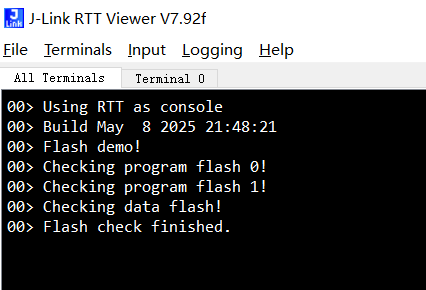 J-Link RTT Viewer V7.92f
File Terminals Input Logging Help
All Terminals Terminal 0
00> Using RTT as console
00> Build May  8 2025 21:48:21
00> Flash demo!
00> Checking program flash 0!
00> Checking program flash 1!
00> Checking data flash!
00> Flash check finished.